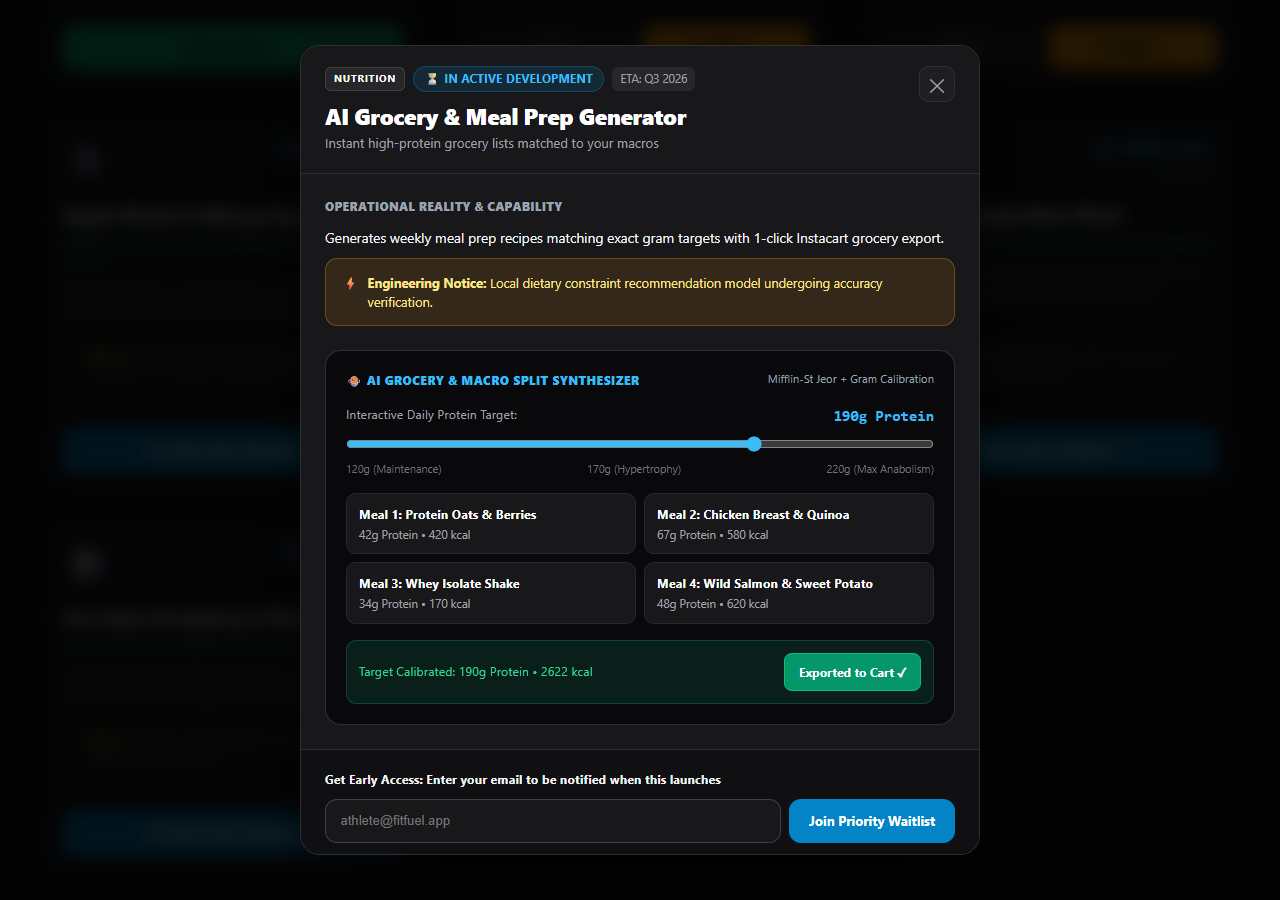 NUTRITION
⏳ IN ACTIVE DEVELOPMENT
ETA: Q3 2026
AI Grocery & Meal Prep Generator
Instant high-protein grocery lists matched to your macros
OPERATIONAL REALITY & CAPABILITY
Generates weekly meal prep recipes matching exact gram targets with 1-click Instacart grocery export.
⚡ Engineering Notice: Local dietary constraint recommendation model undergoing accuracy
verification.
AI GROCERY & MACRO SPLIT SYNTHESIZER
Mifflin-St Jeor + Gram Calibration
Interactive Daily Protein Target:
190g Protein
120g (Maintenance)
170g (Hypertrophy)
220g (Max Anabolism)
Meal 1: Protein Oats & Berries
42g Protein • 420 kcal
Meal 2: Chicken Breast & Quinoa
67g Protein • 580 kcal
Meal 3: Whey Isolate Shake
34g Protein • 170 kcal
Meal 4: Wild Salmon & Sweet Potato
48g Protein • 620 kcal
Target Calibrated: 190g Protein • 2622 kcal
Exported to Cart ✓
Get Early Access: Enter your email to be notified when this launches
athlete@fitfuel.app
Join Priority Waitlist